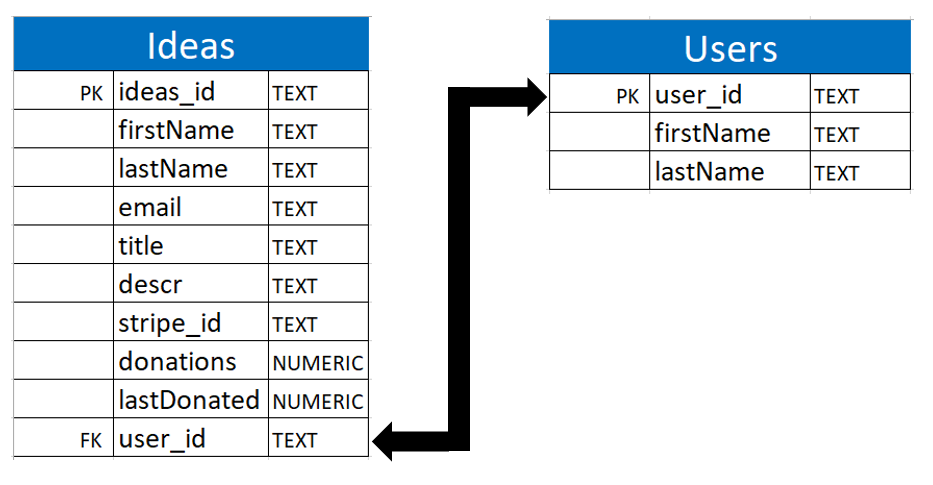 Ideas
PK ideas_id TEXT
firstName TEXT
lastName TEXT
email TEXT
title TEXT
descr TEXT
stripe_id TEXT
donations NUMERIC
lastDonated NUMERIC
FK user_id TEXT
Users
PK user_id TEXT
firstName TEXT
lastName TEXT